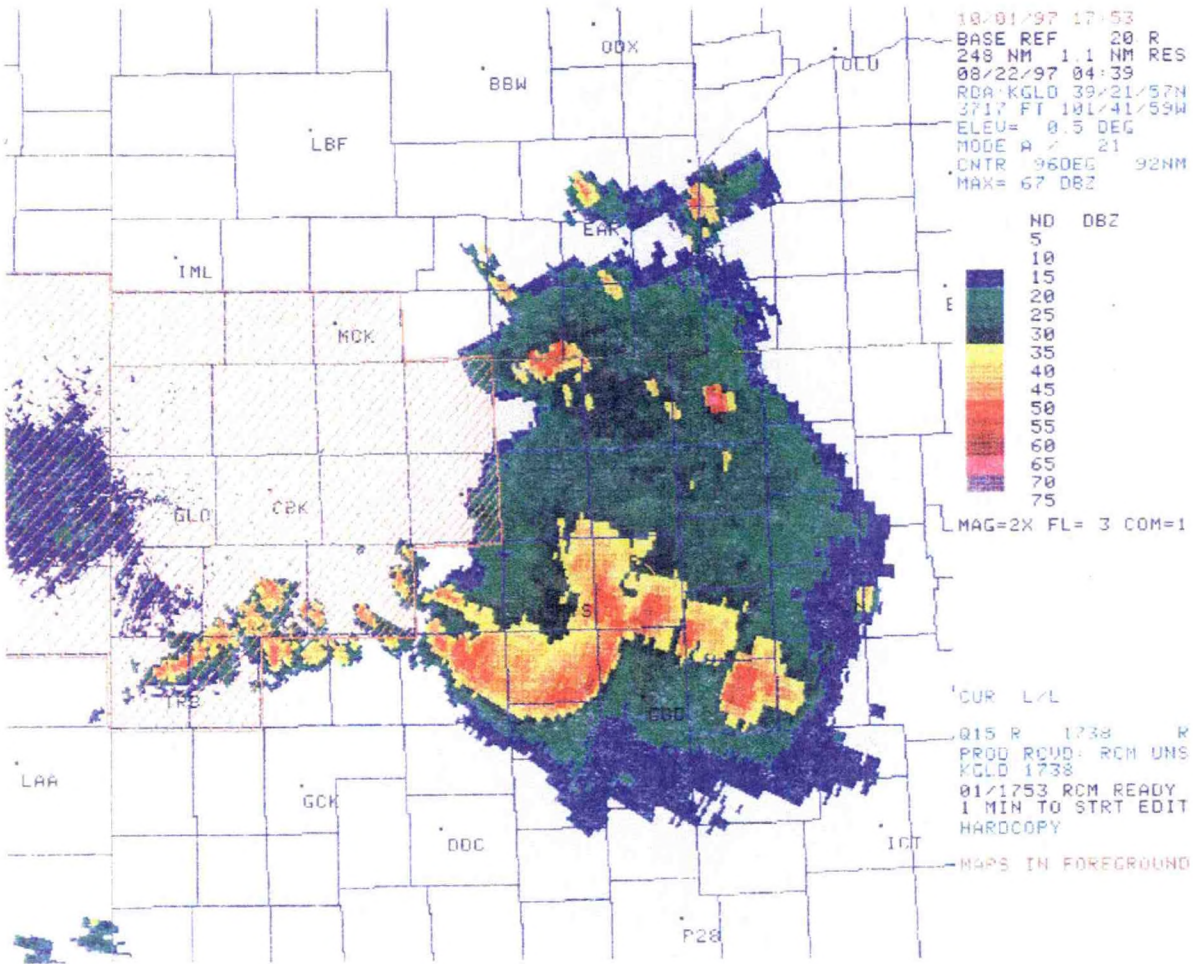 10/01/97 17:53
BASE REF 20 R
248 NM 1.1 NM RES
08/22/97 04:39
RDA:KGLD 39/21/57N
3717 FT 101/41/59W
ELEV= 0.5 DEG
MODE A / 21
CNTR 96DEG 92NM
MAX= 67 DBZ
ND DBZ
5
10
15
20
25
30
35
40
45
50
55
60
65
70
75
MAG=2X FL= 3 COM=1
CUR L/L
Q15 R 1738 R
PROD RCVD: RCM UNS
KGLD 1738
01/1753 RCM READY
1 MIN TO STRT EDIT
HARDCOPY
MAPS IN FOREGROUND
ODX
OLU
BBW
LBF
EAR
IML
MCK
E
GLD
CBK
TRB
GBD
LAA
GCK
DDC
ICT
P28